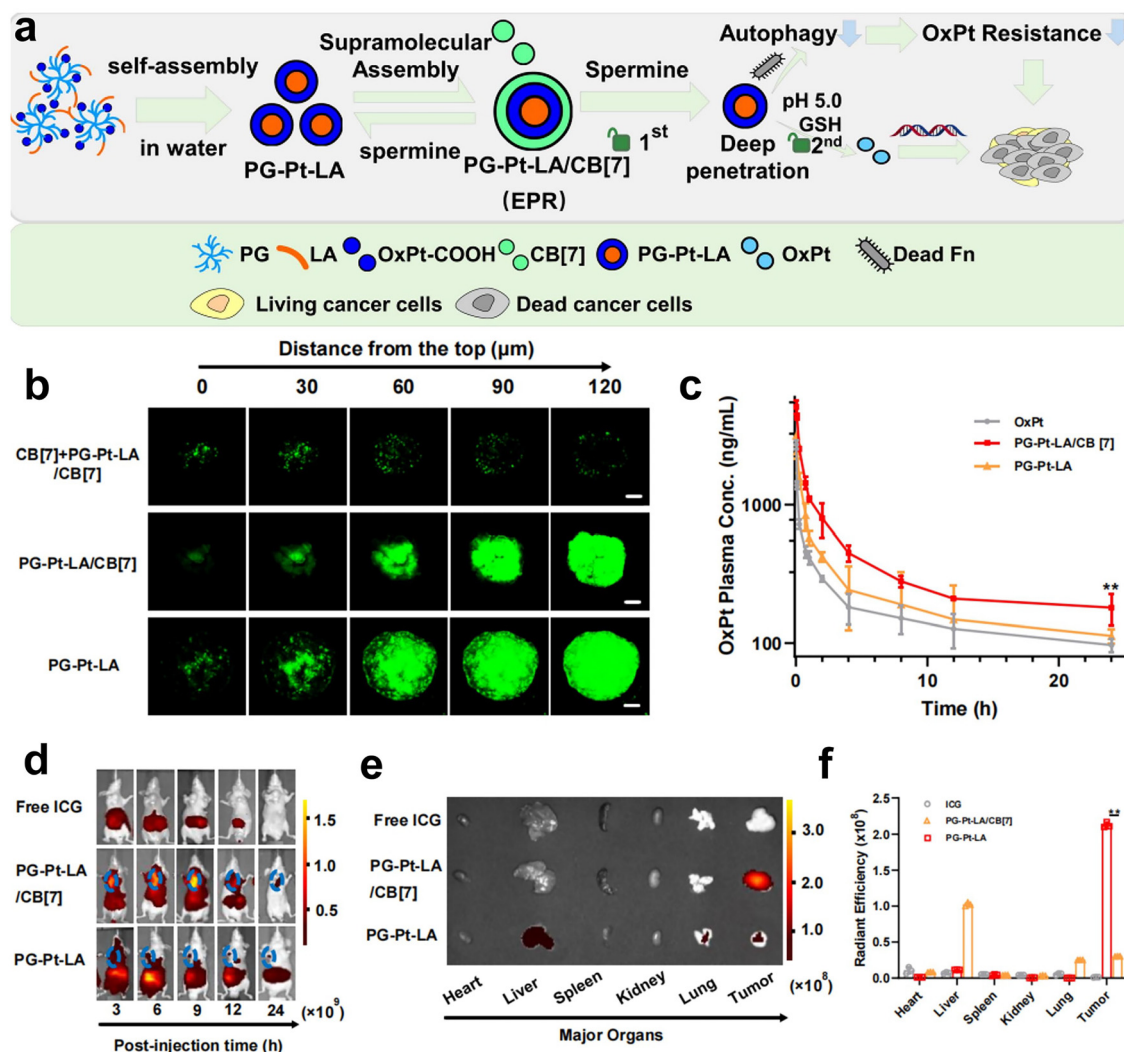 a
self-assembly
in water
PG-Pt-LA
Supramolecular
Assembly
spermine
PG-Pt-LA/CB[7]
(EPR)
Spermine
1st
Autophagy
OxPt Resistance
pH 5.0
GSH
2nd
Deep
penetration
PG LA OxPt-COOH CB[7] PG-Pt-LA OxPt Dead Fn
Living cancer cells Dead cancer cells
b
Distance from the top (μm)
0 30 60 90 120
CB[7]+PG-Pt-LA
/CB[7]
PG-Pt-LA/CB[7]
PG-Pt-LA
c
OxPt Plasma Conc. (ng/mL)
1000
100
OxPt
PG-Pt-LA/CB [7]
PG-Pt-LA
**
0 10 20
Time (h)
d
Free ICG
PG-Pt-LA
/CB[7]
PG-Pt-LA
1.5
1.0
0.5
3 6 9 12 24 (×10^9)
Post-injection time (h)
e
Free ICG
PG-Pt-LA
/CB[7]
PG-Pt-LA
3.0
2.0
1.0
(×10^8)
Heart Liver Spleen Kidney Lung Tumor
Major Organs
f
Radiant Efficiency (x10^8)
2.5
2.0
1.5
1.0
0.5
0.0
ICG
PG-Pt-LA/CB[7]
PG-Pt-LA
**
Heart Liver Spleen Kidney Lung Tumor